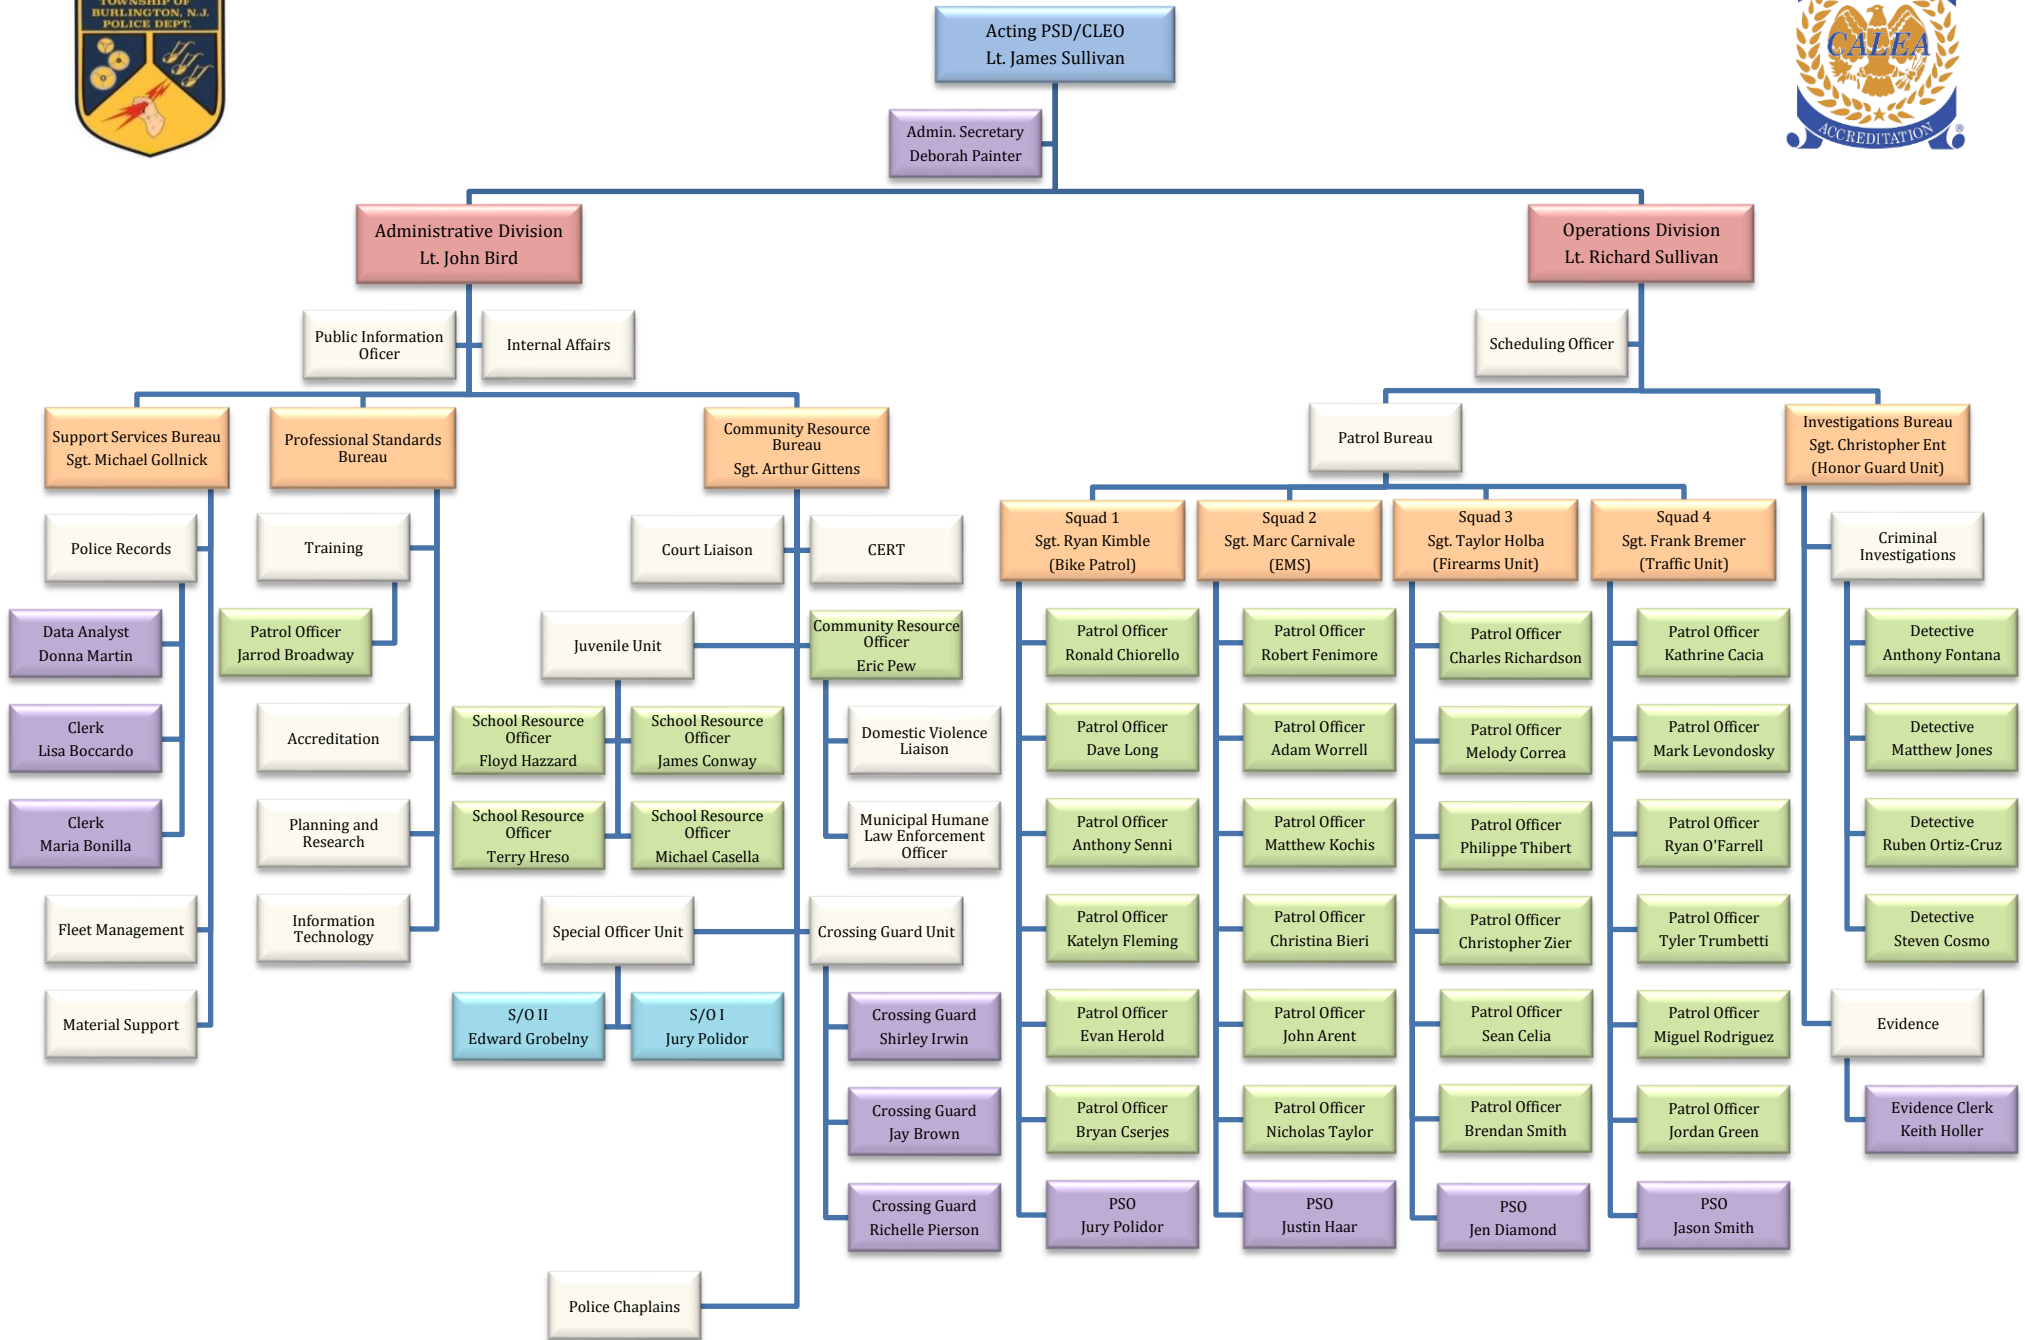 TOWNSHIP OF
BURLINGTON, N.J.
POLICE DEPT.
Acting PSD/CLEO
Lt. James Sullivan
CALEA
ACCREDITATION
®
Admin. Secretary
Deborah Painter
Administrative Division
Lt. John Bird
Operations Division
Lt. Richard Sullivan
Public Information
Oficer
Internal Affairs
Scheduling Officer
Support Services Bureau
Sgt. Michael Gollnick
Professional Standards
Bureau
Community Resource
Bureau
Sgt. Arthur Gittens
Patrol Bureau
Investigations Bureau
Sgt. Christopher Ent
(Honor Guard Unit)
Police Records
Data Analyst
Donna Martin
Clerk
Lisa Boccardo
Clerk
Maria Bonilla
Fleet Management
Material Support
Training
Patrol Officer
Jarrod Broadway
Accreditation
Planning and
Research
Information
Technology
Court Liaison
CERT
Juvenile Unit
Community Resource
Officer
Eric Pew
School Resource
Officer
Floyd Hazzard
School Resource
Officer
James Conway
School Resource
Officer
Terry Hreso
School Resource
Officer
Michael Casella
Domestic Violence
Liaison
Municipal Humane
Law Enforcement
Officer
Special Officer Unit
Crossing Guard Unit
S/O II
Edward Grobelny
S/O I
Jury Polidor
Crossing Guard
Shirley Irwin
Crossing Guard
Jay Brown
Crossing Guard
Richelle Pierson
Police Chaplains
Squad 1
Sgt. Ryan Kimble
(Bike Patrol)
Patrol Officer
Ronald Chiorello
Patrol Officer
Dave Long
Patrol Officer
Anthony Senni
Patrol Officer
Katelyn Fleming
Patrol Officer
Evan Herold
Patrol Officer
Bryan Cserjes
PSO
Jury Polidor
Squad 2
Sgt. Marc Carnivale
(EMS)
Patrol Officer
Robert Fenimore
Patrol Officer
Adam Worrell
Patrol Officer
Matthew Kochis
Patrol Officer
Christina Bieri
Patrol Officer
John Arent
Patrol Officer
Nicholas Taylor
PSO
Justin Haar
Squad 3
Sgt. Taylor Holba
(Firearms Unit)
Patrol Officer
Charles Richardson
Patrol Officer
Melody Correa
Patrol Officer
Philippe Thibert
Patrol Officer
Christopher Zier
Patrol Officer
Sean Celia
Patrol Officer
Brendan Smith
PSO
Jen Diamond
Squad 4
Sgt. Frank Bremer
(Traffic Unit)
Patrol Officer
Kathrine Cacia
Patrol Officer
Mark Levondosky
Patrol Officer
Ryan O'Farrell
Patrol Officer
Tyler Trumbetti
Patrol Officer
Miguel Rodriguez
Patrol Officer
Jordan Green
PSO
Jason Smith
Criminal
Investigations
Detective
Anthony Fontana
Detective
Matthew Jones
Detective
Ruben Ortiz-Cruz
Detective
Steven Cosmo
Evidence
Evidence Clerk
Keith Holler